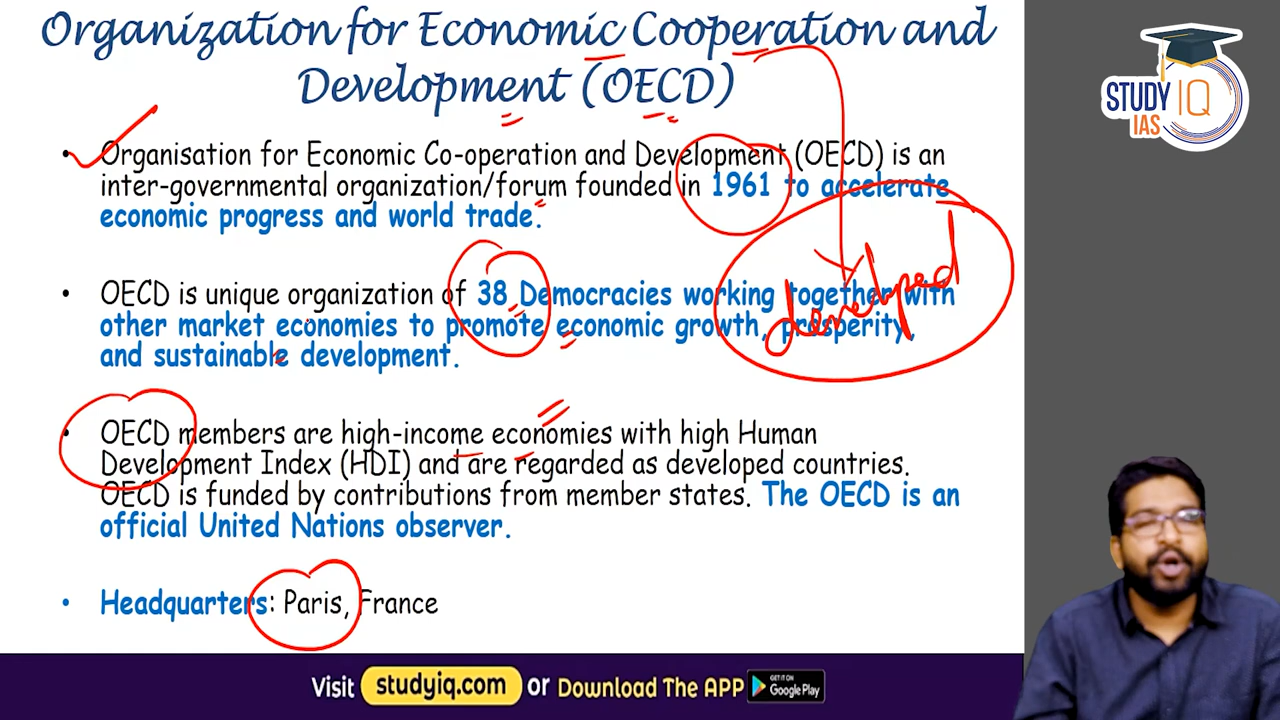 Organization for Economic Cooperation and
Development (OECD)
STUDY IQ
IAS
• Organisation for Economic Co-operation and Development (OECD) is an
inter-governmental organization/forum founded in 1961 to accelerate
economic progress and world trade.
• OECD is unique organization of 38 Democracies working together with
other market economies to promote economic growth, prosperity,
and sustainable development.
developed
• OECD members are high-income economies with high Human
Development Index (HDI) and are regarded as developed countries.
OECD is funded by contributions from member states. The OECD is an
official United Nations observer.
• Headquarters: Paris, France
Visit studyiq.com or Download The APP GET IT ON Google Play